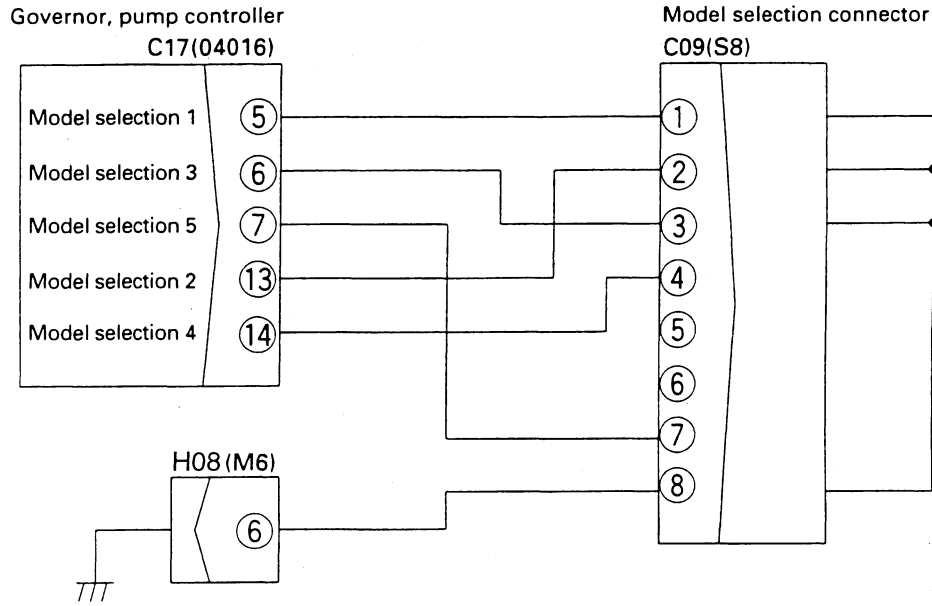 Governor, pump controller
C17(04016)
Model selection 1 5
Model selection 3 6
Model selection 5 7
Model selection 2 13
Model selection 4 14
Model selection connector
C09(S8)
1
2
3
4
5
6
7
8
H08(M6)
6